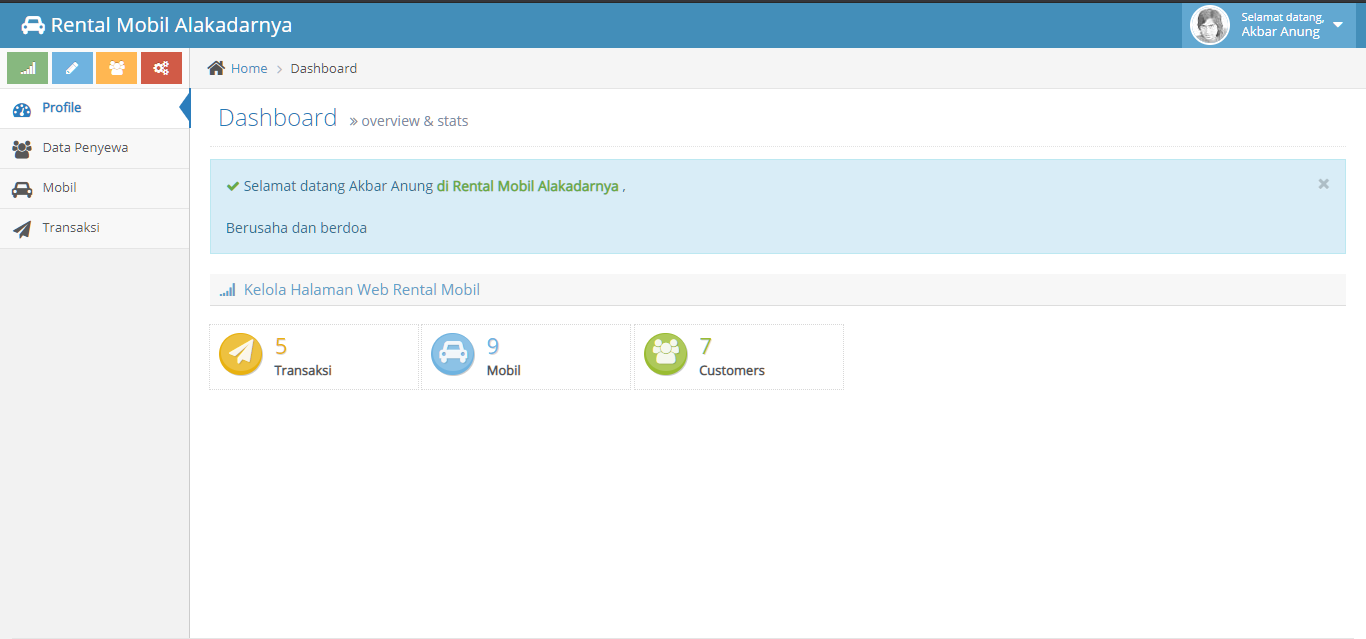 Rental Mobil Alakadarnya
Selamat datang,
Akbar Anung
Home > Dashboard
Profile
Data Penyewa
Mobil
Transaksi
Dashboard » overview & stats
Selamat datang Akbar Anung di Rental Mobil Alakadarnya ,
Berusaha dan berdoa
Kelola Halaman Web Rental Mobil
5
Transaksi
9
Mobil
7
Customers